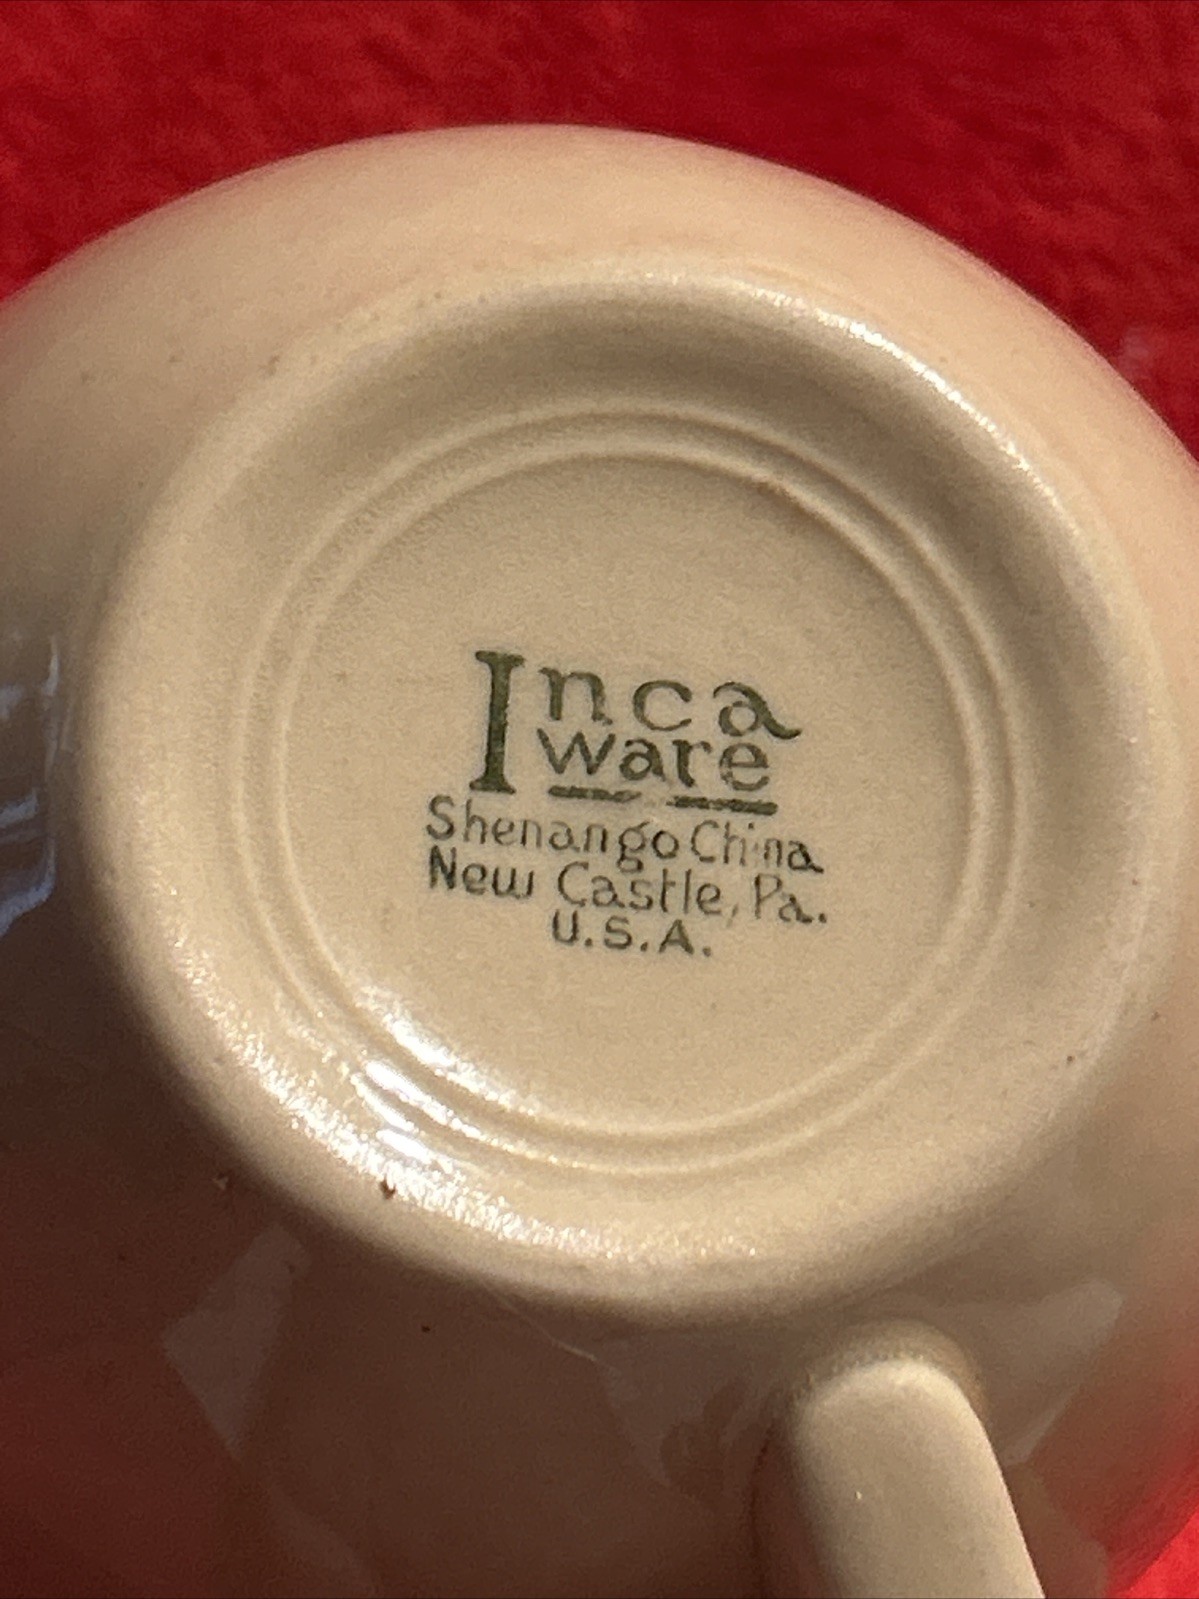 Inca
ware
Shenango China
New Castle, Pa.
U.S.A.